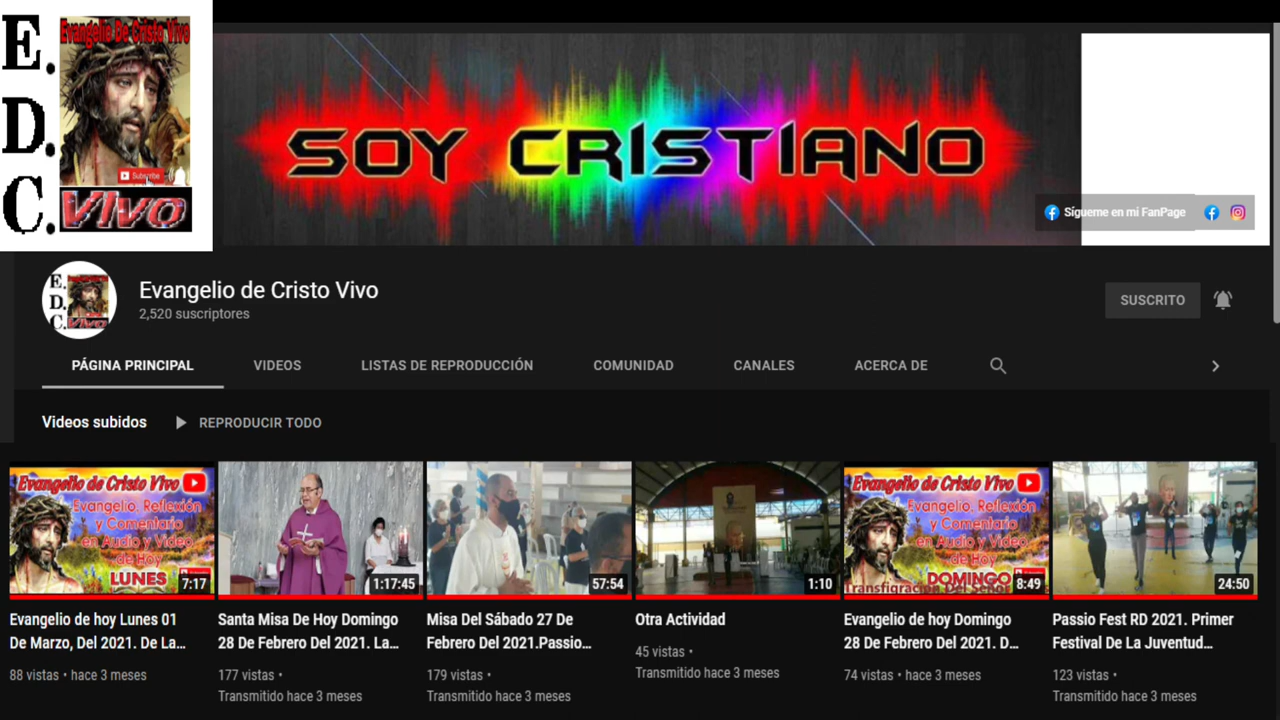 E.
D.
C.
Evangelio De Cristo Vivo
Subscribe
Vivo
SOY CRISTIANO
Sígueme en mi FanPage
Evangelio de Cristo Vivo
2,520 suscriptores
SUSCRITO
PÁGINA PRINCIPAL
VIDEOS
LISTAS DE REPRODUCCIÓN
COMUNIDAD
CANALES
ACERCA DE
Videos subidos
REPRODUCIR TODO
Evangelio de Cristo Vivo
Evangelio, Reflexión
y Comentario
en Audio y Video
de Hoy
LUNES
7:17
Evangelio de hoy Lunes 01
De Marzo, Del 2021. De La...
88 vistas • hace 3 meses
1:17:45
Santa Misa De Hoy Domingo
28 De Febrero Del 2021. La...
177 vistas •
Transmitido hace 3 meses
57:54
Misa Del Sábado 27 De
Febrero Del 2021.Passio...
179 vistas •
Transmitido hace 3 meses
1:10
Otra Actividad
45 vistas •
Transmitido hace 3 meses
Evangelio de Cristo Vivo
Evangelio, Reflexión
y Comentario
en Audio y Video
de Hoy
DOMINGO
Transfigración Del Señor
8:49
Evangelio de hoy Domingo
28 De Febrero Del 2021. D...
74 vistas • hace 3 meses
24:50
Passio Fest RD 2021. Primer
Festival De La Juventud...
123 vistas •
Transmitido hace 3 meses